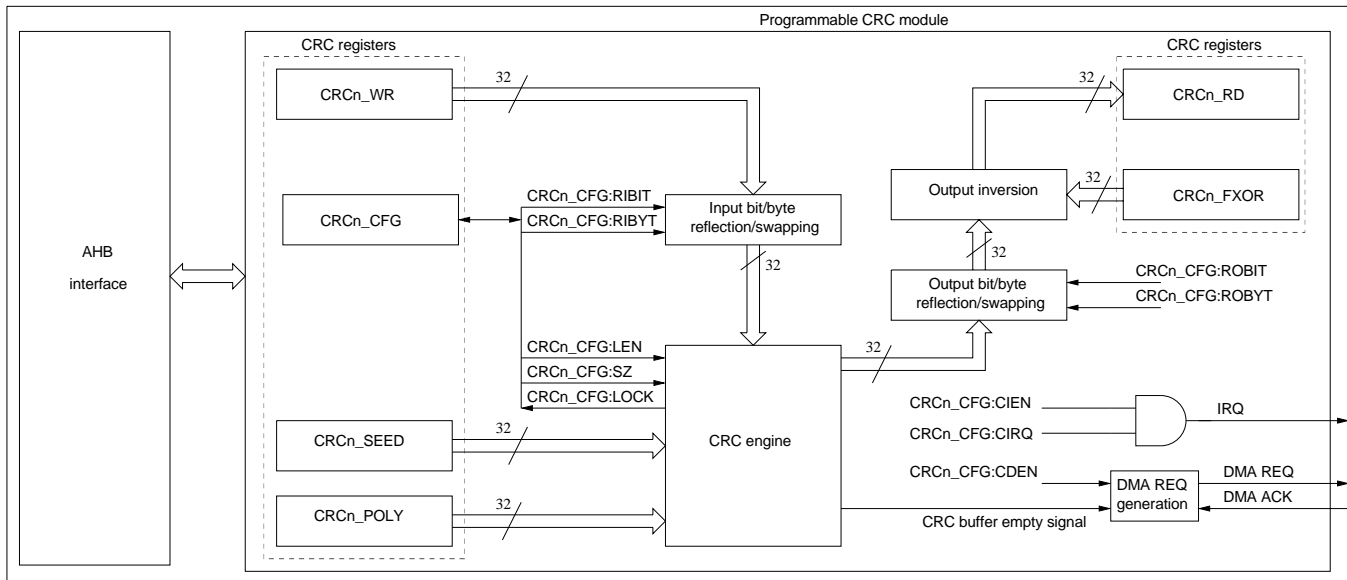 Programmable CRC module
CRC registers
CRC registers
CRCn_WR
32
32
CRCn_RD
AHB
interface
CRCn_CFG
CRCn_CFG:RIBIT
CRCn_CFG:RIBYT
Input bit/byte
reflection/swapping
Output inversion
32
CRCn_FXOR
32
32
Output bit/byte
reflection/swapping
CRCn_CFG:ROBIT
CRCn_CFG:ROBYT
CRCn_CFG:LEN
CRCn_CFG:SZ
CRCn_CFG:LOCK
32
CRCn_SEED
32
CRC engine
CRCn_CFG:CIEN
CRCn_CFG:CIRQ
IRQ
CRCn_CFG:CDEN
DMA REQ
generation
DMA REQ
DMA ACK
CRCn_POLY
32
CRC buffer empty signal